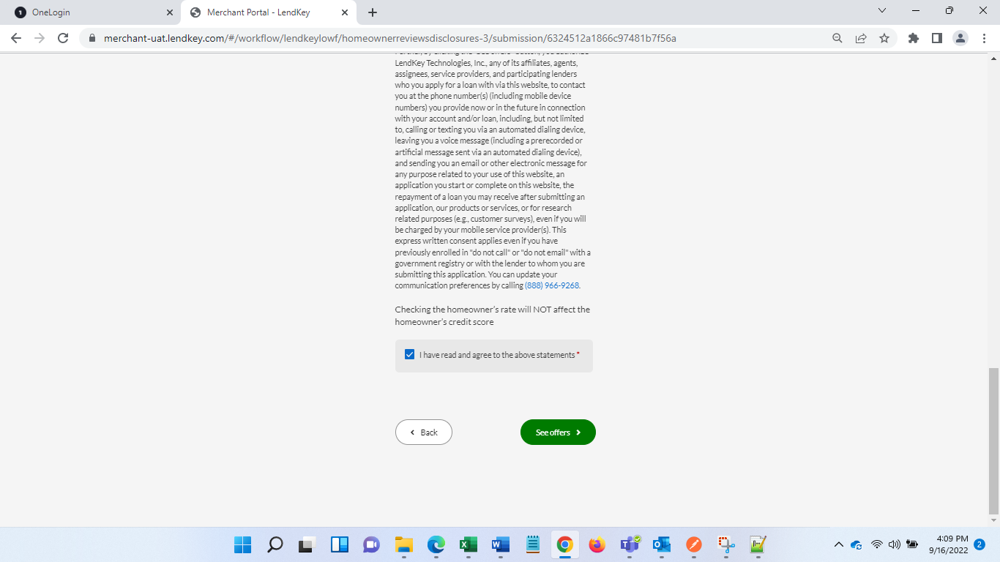 OneLogin
Merchant Portal - LendKey
merchant-uat.lendkey.com/#/workflow/lendkeylowf/homeownerreviewsdisclosures-3/submission/6324512a1866c97481b7f56a
LendKey Technologies, Inc., any of its affiliates, agents,
assignees, service providers, and participating lenders
who you apply for a loan with via this website, to contact
you at the phone number(s) (including mobile device
numbers) you provide now or in the future in connection
with your account and/or loan, including, but not limited
to, calling or texting you via an automated dialing device,
leaving you a voice message (including a prerecorded or
artificial message sent via an automated dialing device),
and sending you an email or other electronic message for
any purpose related to your use of this website, an
application you start or complete on this website, the
repayment of a loan you may receive after submitting an
application, our products or services, or for research
related purposes (e.g., customer surveys), even if you will
be charged by your mobile service provider(s). This
express written consent applies even if you have
previously enrolled in "do not call" or "do not email" with a
government registry or with the lender to whom you are
submitting this application. You can update your
communication preferences by calling (888) 966-9268.
Checking the homeowner's rate will NOT affect the
homeowner's credit score
I have read and agree to the above statements *
Back
See offers
4:09 PM
9/16/2022
2